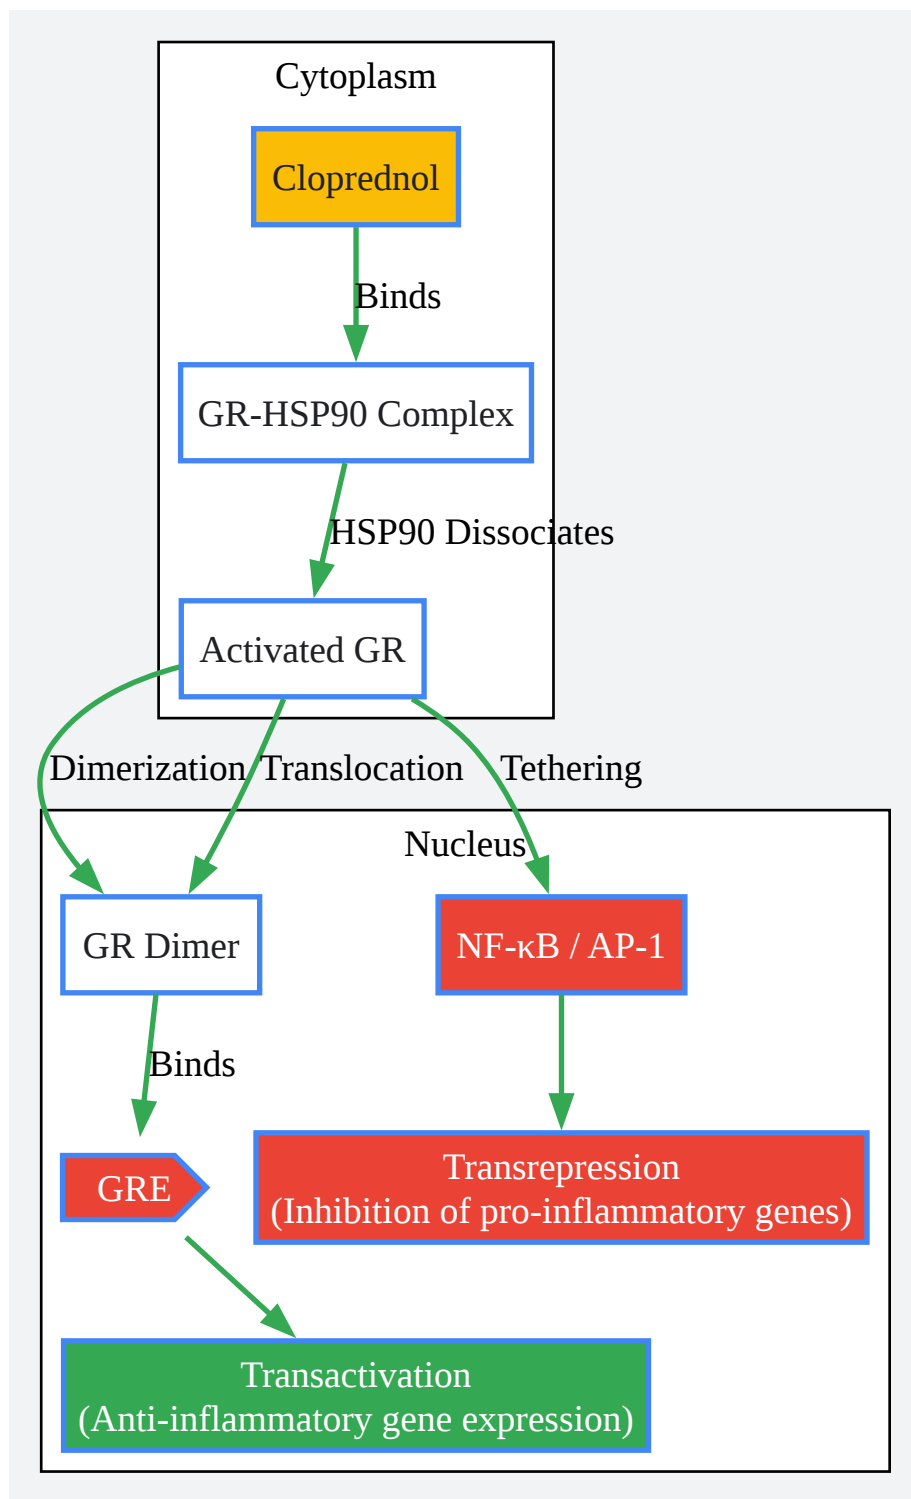 Cytoplasm
Cloprednol
Binds
GR-HSP90 Complex
HSP90 Dissociates
Activated GR
Dimerization
Translocation
Tethering
Nucleus
GR Dimer
NF-κB / AP-1
Binds
Transrepression
(Inhibition of pro-inflammatory genes)
GRE
Transactivation
(Anti-inflammatory gene expression)